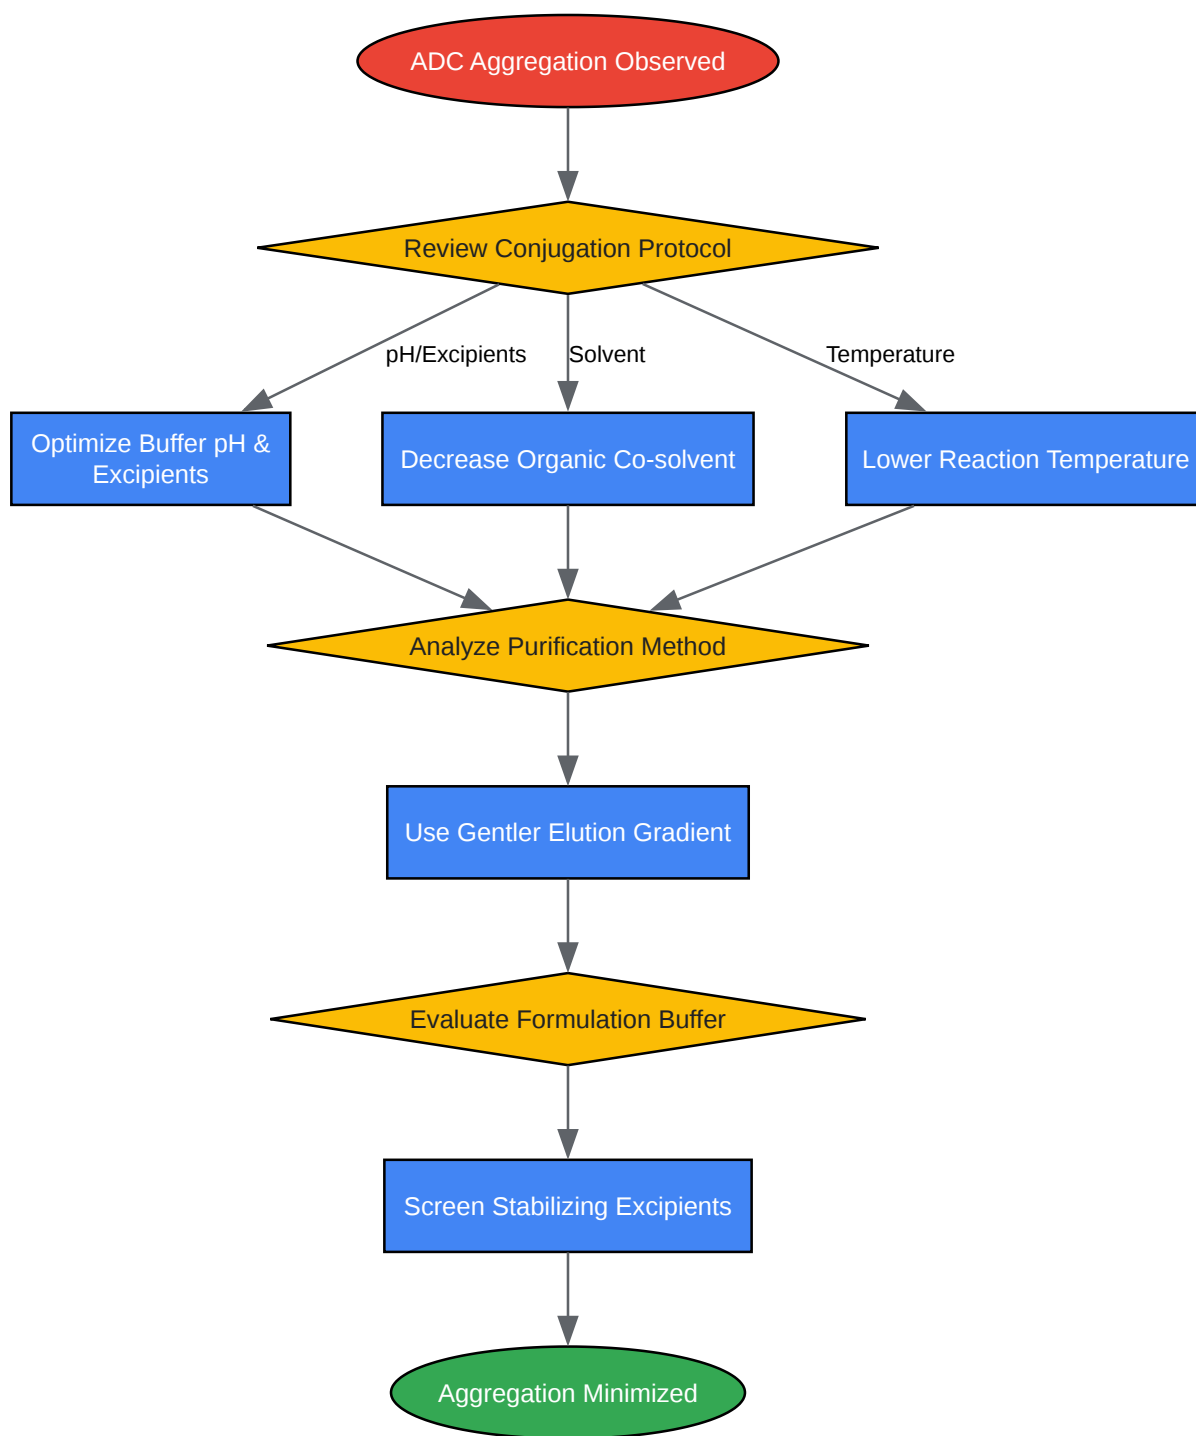 ADC Aggregation Observed
Review Conjugation Protocol
pH/Excipients
Solvent
Temperature
Optimize Buffer pH &
Excipients
Decrease Organic Co-solvent
Lower Reaction Temperature
Analyze Purification Method
Use Gentler Elution Gradient
Evaluate Formulation Buffer
Screen Stabilizing Excipients
Aggregation Minimized